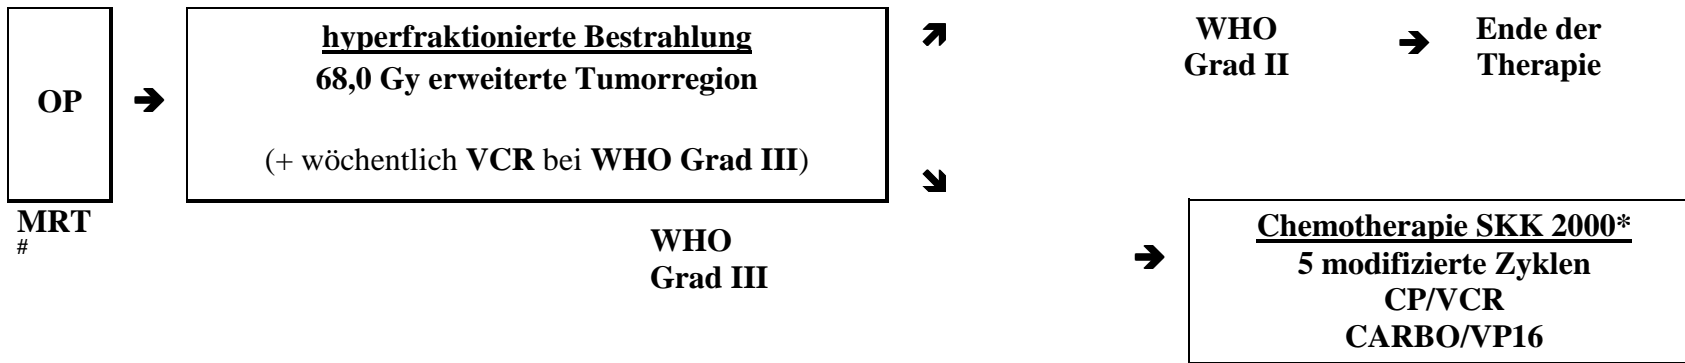 OP
MRT
#
hyperfraktionierte Bestrahlung
68,0 Gy erweiterte Tumorregion
(+ wöchentlich VCR bei WHO Grad III)
WHO
Grad II
Ende der
Therapie
WHO
Grad III
Chemotherapie SKK 2000*
5 modifizierte Zyklen
CP/VCR
CARBO/VP16